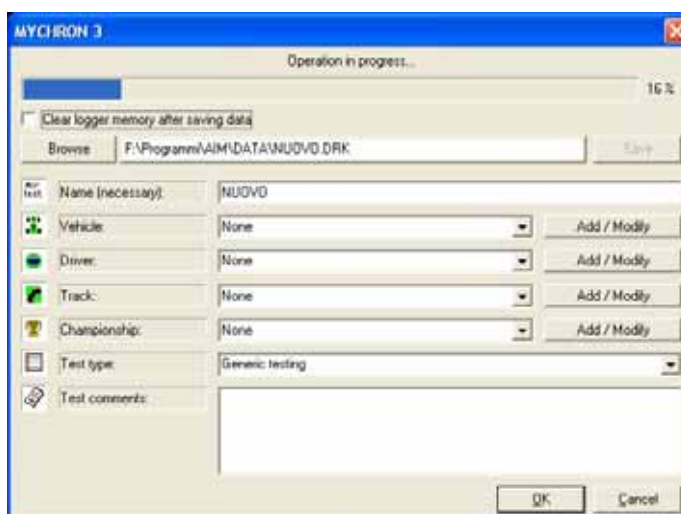 MYCHRON 3
Operation in progress...
16 %
Clear logger memory after saving data
Browse F:\Programmi\AIM\DATA\NUOVO.DRK Save
Name (necessary): NUOVO
Vehicle: None Add / Modify
Driver: None Add / Modify
Track: None Add / Modify
Championship: None Add / Modify
Test type: Generic testing
Test comments:
OK Cancel